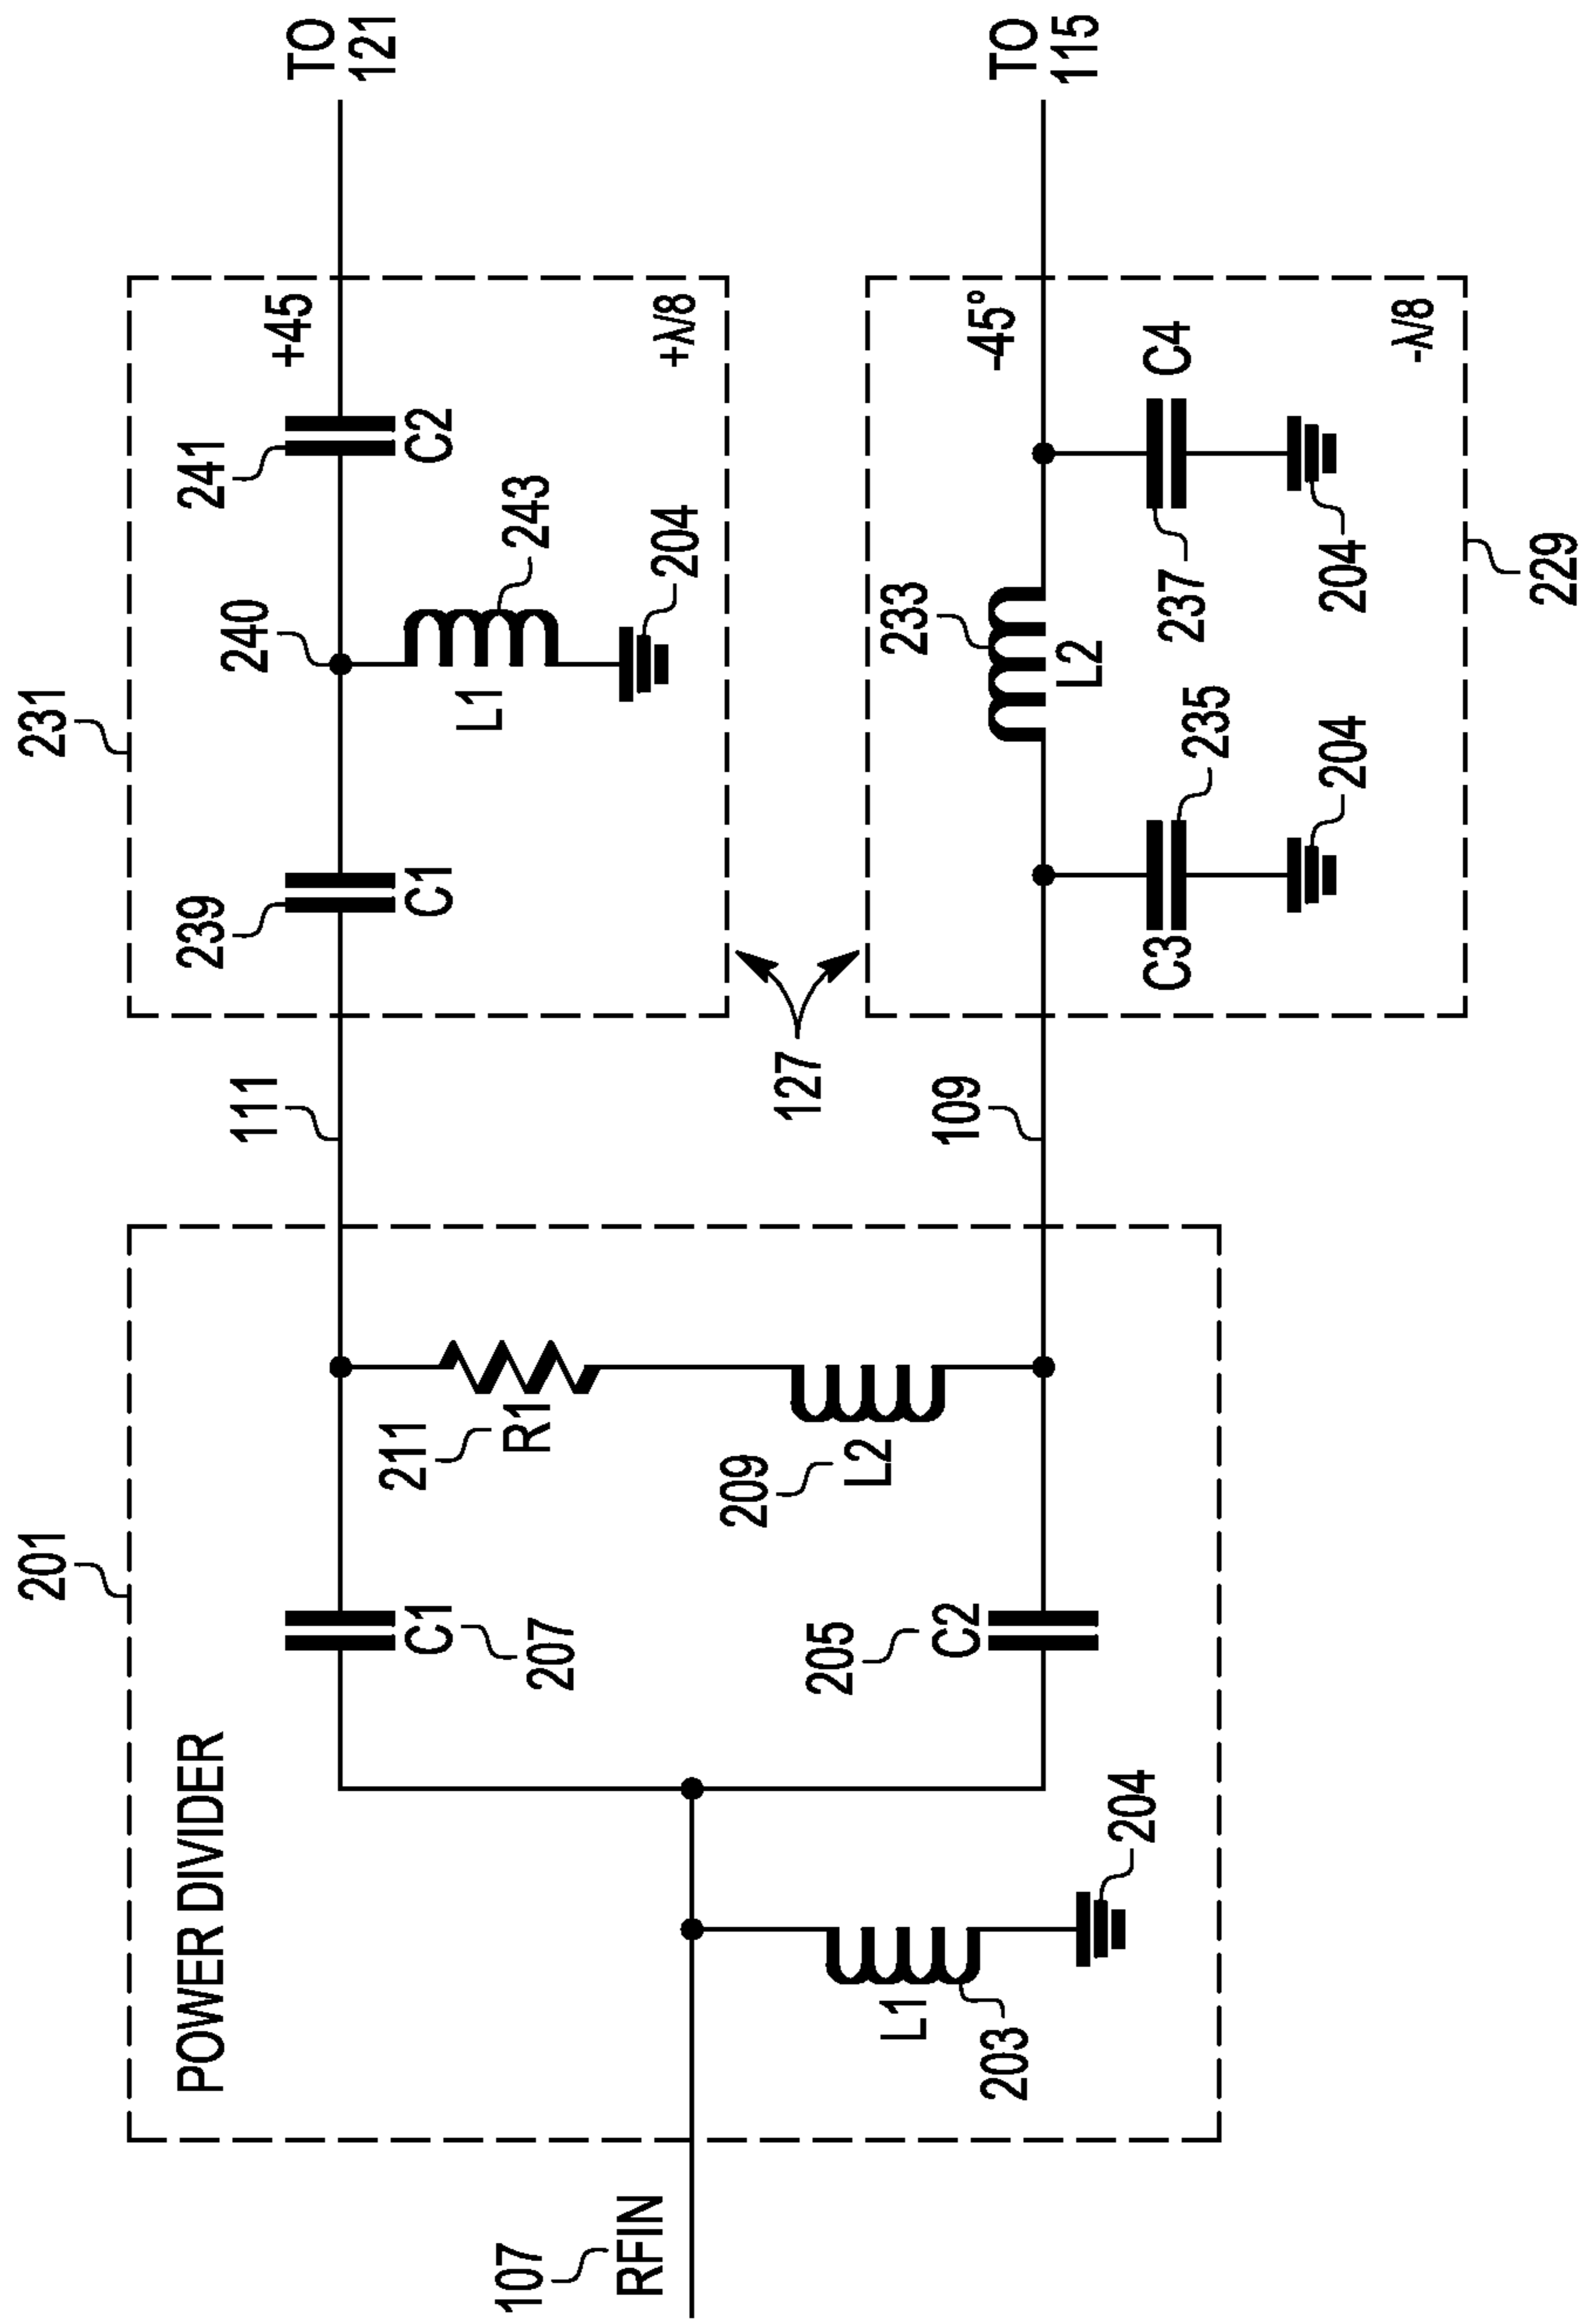 107
RFIN
201
POWER DIVIDER
L1
203
204
C1
207
205
C2
211
R1
209
L2
111
109
127
231
239
C1
240
241
C2
L1
243
204
+45
+λ/8
TO
121
233
L2
C3
235
204
237
C4
204
-45°
-λ/8
229
TO
115